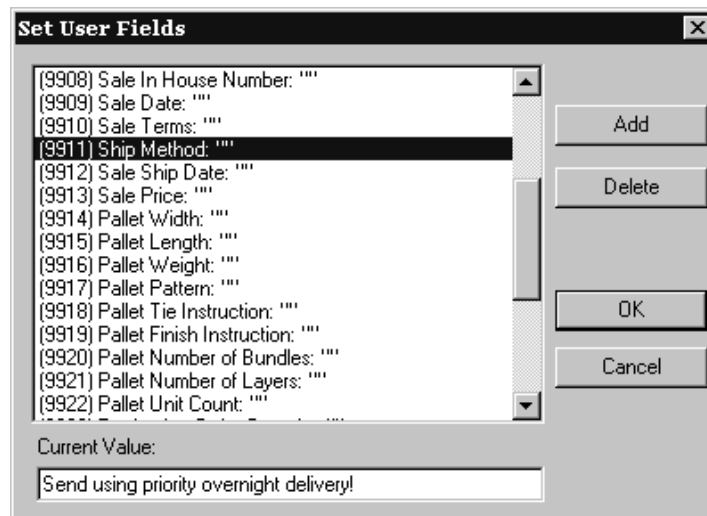 Set User Fields
(9908) Sale In House Number: ""
(9909) Sale Date: ""
(9910) Sale Terms: ""
(9911) Ship Method: ""
(9912) Sale Ship Date: ""
(9913) Sale Price: ""
(9914) Pallet Width: ""
(9915) Pallet Length: ""
(9916) Pallet Weight: ""
(9917) Pallet Pattern: ""
(9918) Pallet Tie Instruction: ""
(9919) Pallet Finish Instruction: ""
(9920) Pallet Number of Bundles: ""
(9921) Pallet Number of Layers: ""
(9922) Pallet Unit Count: ""
Add
Delete
OK
Cancel
Current Value:
Send using priority overnight delivery!